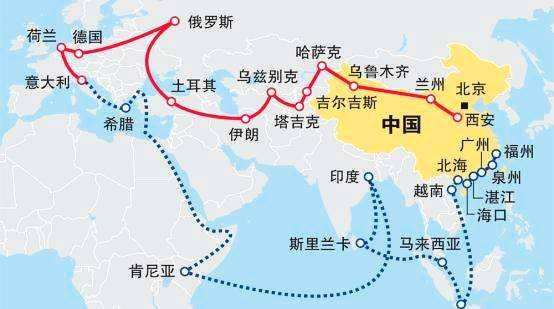 俄罗斯
荷兰
德国
意大利
希腊
土耳其
伊朗
乌兹别克
塔吉克
哈萨克
吉尔吉斯
乌鲁木齐
兰州
北京
西安
中国
广州
福州
北海
泉州
越南
湛江
海口
印度
斯里兰卡
马来西亚
肯尼亚